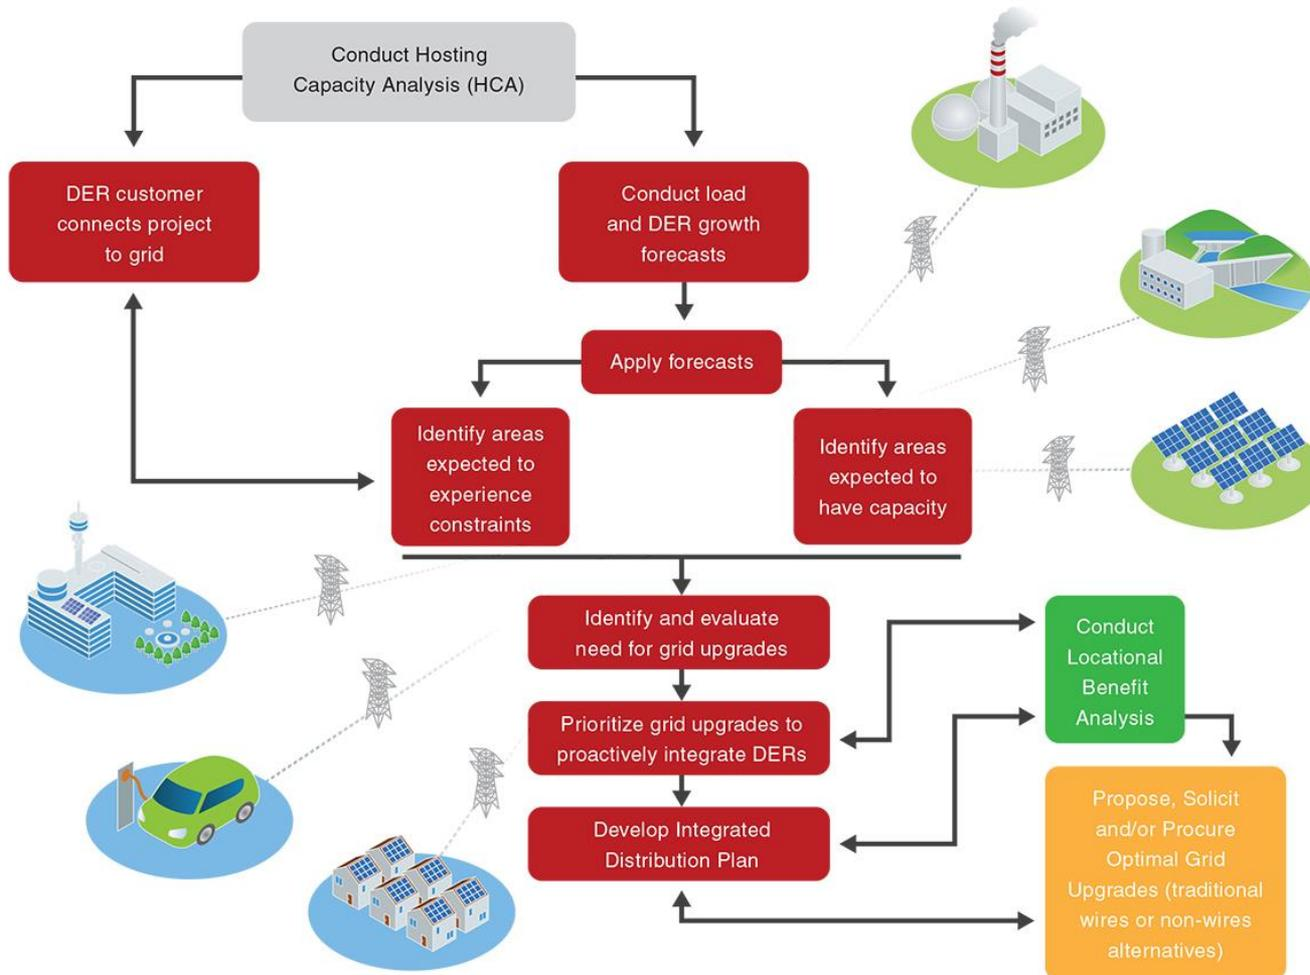 Conduct Hosting
Capacity Analysis (HCA)
DER customer
connects project
to grid
Conduct load
and DER growth
forecasts
Apply forecasts
Identify areas
expected to
experience
constraints
Identify areas
expected to
have capacity
Identify and evaluate
need for grid upgrades
Prioritize grid upgrades to
proactively integrate DERs
Develop Integrated
Distribution Plan
Conduct
Locational
Benefit
Analysis
Propose, Solicit
and/or Procure
Optimal Grid
Upgrades (traditional
wires or non-wires
alternatives)